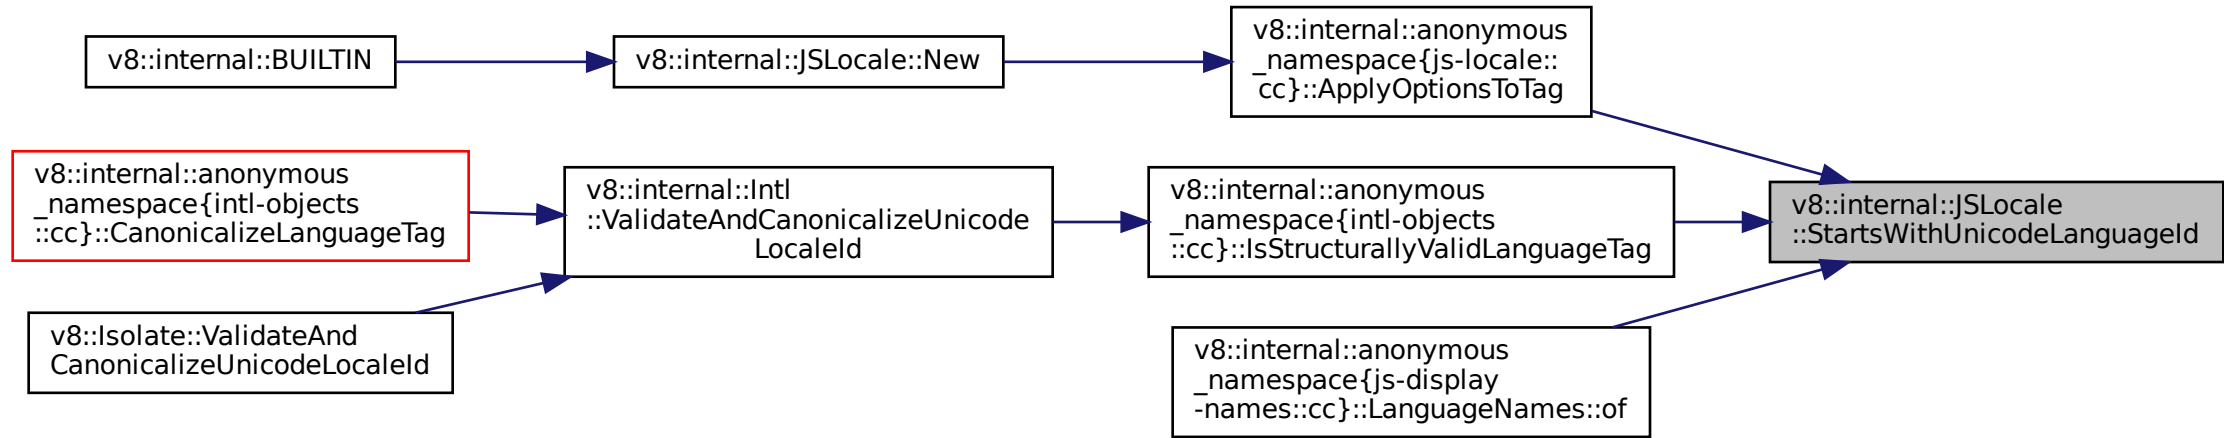 v8::internal::BUILTIN
v8::internal::JSLocale::New
v8::internal::anonymous
_namespace{js-locale::
cc}::ApplyOptionsToTag
v8::internal::anonymous
_namespace{intl-objects
::cc}::CanonicalizeLanguageTag
v8::internal::Intl
::ValidateAndCanonicalizeUnicode
LocaleId
v8::internal::anonymous
_namespace{intl-objects
::cc}::IsStructurallyValidLanguageTag
v8::internal::JSLocale
::StartsWithUnicodeLanguageId
v8::Isolate::ValidateAnd
CanonicalizeUnicodeLocaleId
v8::internal::anonymous
_namespace{js-display
-names::cc}::LanguageNames::of